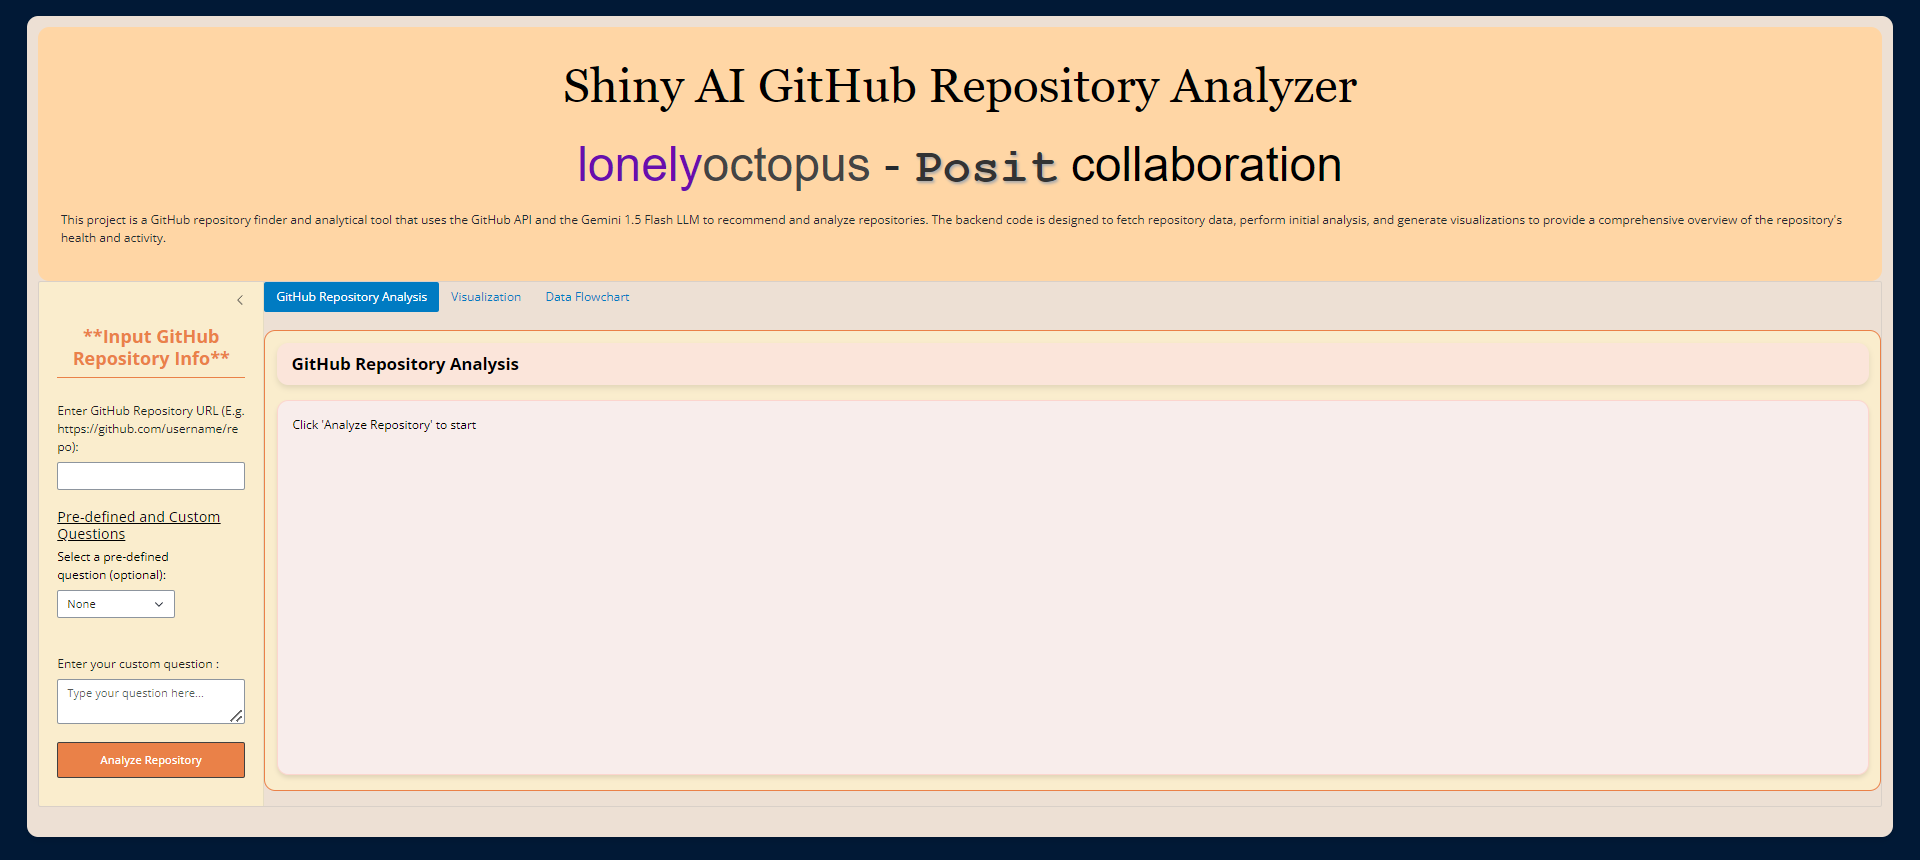 Shiny AI GitHub Repository Analyzer
lonelyoctopus - Posit collaboration
This project is a GitHub repository finder and analytical tool that uses the GitHub API and the Gemini 1.5 Flash LLM to recommend and analyze repositories. The backend code is designed to fetch repository data, perform initial analysis, and generate visualizations to provide a comprehensive overview of the repository's
health and activity.
**Input GitHub
Repository Info**
Enter GitHub Repository URL (E.g.
https://github.com/username/re
po):
Pre-defined and Custom
Questions
Select a pre-defined
question (optional):
None
Enter your custom question :
Type your question here...
Analyze Repository
GitHub Repository Analysis
Visualization
Data Flowchart
GitHub Repository Analysis
Click 'Analyze Repository' to start